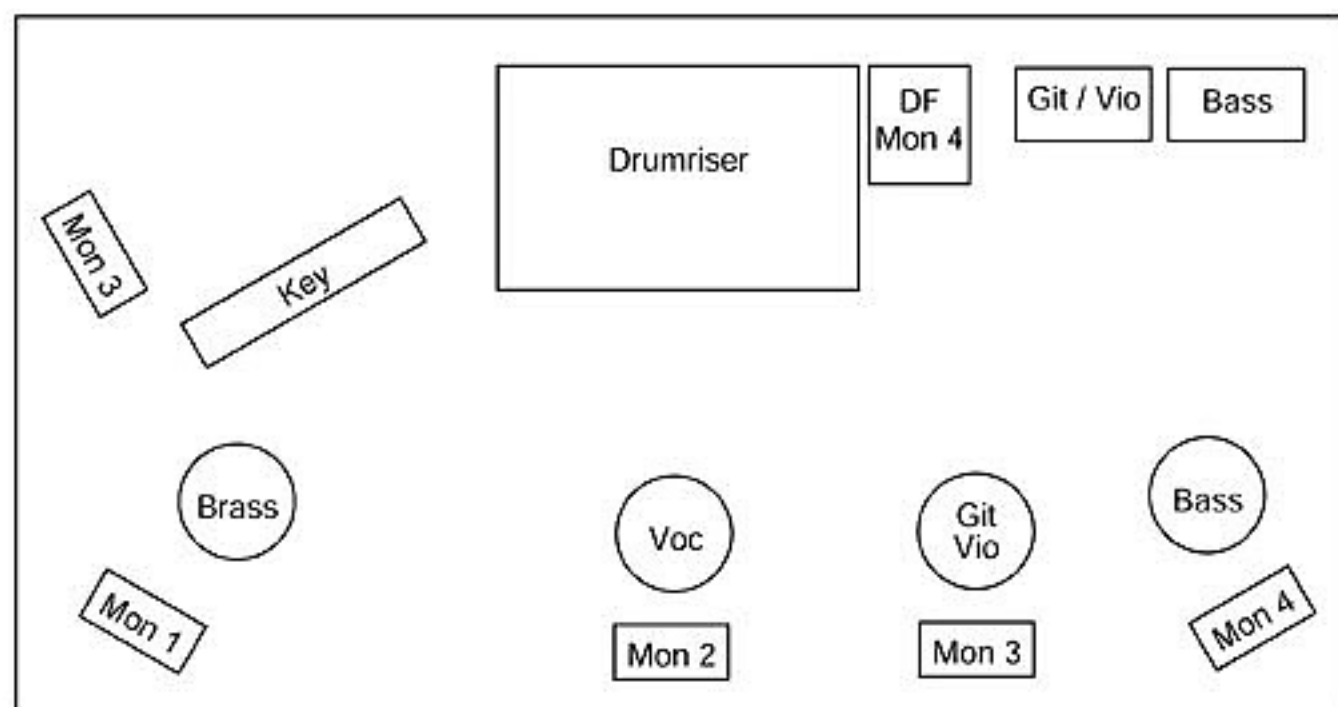 DF
Mon 4
Git / Vio
Bass
Drumriser
Mon 3
Key
Brass
Voc
Git
Vio
Bass
Mon 1
Mon 2
Mon 3
Mon 4